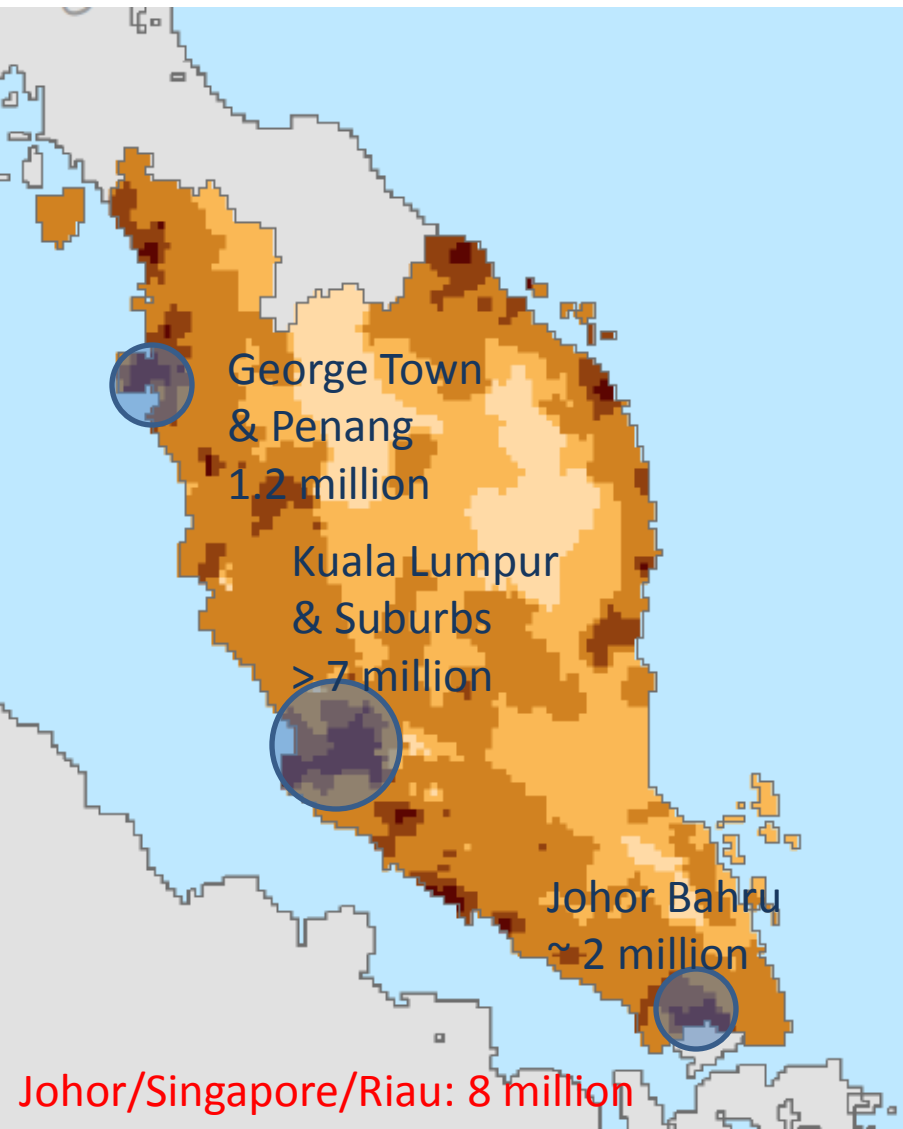 George Town
& Penang
1.2 million
Kuala Lumpur
& Suburbs
> 7 million
Johor Bahru
~ 2 million
Johor/Singapore/Riau: 8 million